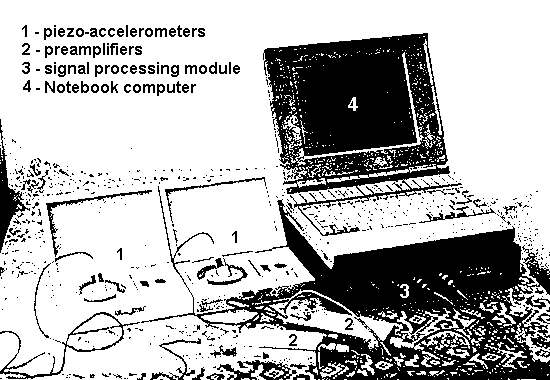 1 - piezo-accelerometers
2 - preamplifiers
3 - signal processing module
4 - Notebook computer
4
1
1
3
2
2